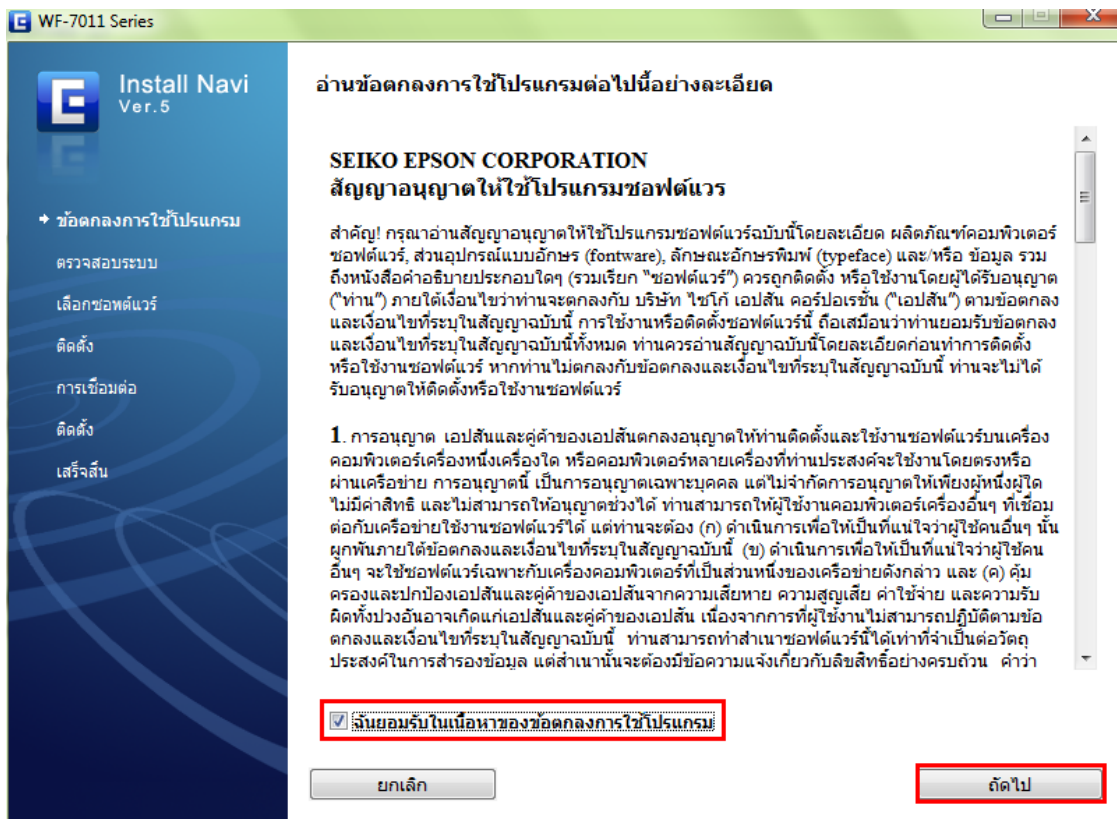 WF-7011 Series
Install Navi
Ver.5
ข้อตกลงการใช้โปรแกรม
ตรวจสอบระบบ
เลือกซอฟต์แวร์
ติดตั้ง
การเชื่อมต่อ
ติดตั้ง
เสร็จสิ้น
อ่านข้อตกลงการใช้โปรแกรมต่อไปนี้อย่างละเอียด
SEIKO EPSON CORPORATION
สัญญาอนุญาตให้ใช้โปรแกรมซอฟต์แวร
สำคัญ! กรุณาอ่านสัญญาอนุญาตให้ใช้โปรแกรมซอฟต์แวร์ฉบับนี้โดยละเอียด ผลิตภัณฑ์คอมพิวเตอร์
ซอฟต์แวร์, ส่วนอุปกรณ์แบบอักษร (fontware), ลักษณะอักษรพิมพ์ (typeface) และ/หรือ ข้อมูล รวม
ถึงหนังสือคำอธิบายประกอบใดๆ (รวมเรียก "ซอฟต์แวร์") ควรถูกติดตั้ง หรือใช้งานโดยผู้ได้รับอนุญาต
("ท่าน") ภายใต้เงื่อนไขว่าท่านจะตกลงกับ บริษัท ไซโก้ เอปสัน คอร์ปอเรชั่น ("เอปสัน") ตามข้อตกลง
และเงื่อนไขที่ระบุในสัญญาฉบับนี้ การใช้งานหรือติดตั้งซอฟต์แวร์นี้ ถือเสมือนว่าท่านยอมรับข้อตกลง
และเงื่อนไขที่ระบุในสัญญาฉบับนี้ทั้งหมด ท่านควรอ่านสัญญาฉบับนี้โดยละเอียดก่อนทำการติดตั้ง
หรือใช้งานซอฟต์แวร์ หากท่านไม่ตกลงกับข้อตกลงและเงื่อนไขที่ระบุในสัญญาฉบับนี้ ท่านจะไม่ได้
รับอนุญาตให้ติดตั้งหรือใช้งานซอฟต์แวร์
1. การอนุญาต เอปสันและคู่ค้าของเอปสันตกลงอนุญาตให้ท่านติดตั้งและใช้งานซอฟต์แวร์บนเครื่อง
คอมพิวเตอร์เครื่องหนึ่งเครื่องใด หรือคอมพิวเตอร์หลายเครื่องที่ท่านประสงค์จะใช้งานโดยตรงหรือ
ผ่านเครือข่าย การอนุญาตนี้ เป็นการอนุญาตเฉพาะบุคคล แต่ไม่จำกัดการอนุญาตให้เพียงผู้หนึ่งผู้ใด
ไม่มีค่าสิทธิ และไม่สามารถให้อนุญาตช่วงได้ ท่านสามารถให้ผู้ใช้งานคอมพิวเตอร์เครื่องอื่นๆ ที่เชื่อม
ต่อกับเครือข่ายใช้งานซอฟต์แวร์ได้ แต่ท่านจะต้อง (ก) ดำเนินการเพื่อให้เป็นที่แน่ใจว่าผู้ใช้คนอื่นๆ นั้น
ผูกพันภายใต้ข้อตกลงและเงื่อนไขที่ระบุในสัญญาฉบับนี้ (ข) ดำเนินการเพื่อให้เป็นที่แน่ใจว่าผู้ใช้คน
อื่นๆ จะใช้ซอฟต์แวร์เฉพาะกับเครื่องคอมพิวเตอร์ที่เป็นส่วนหนึ่งของเครือข่ายดังกล่าว และ (ค) คุ้ม
ครองและปกป้องเอปสันและคู่ค้าของเอปสันจากความเสียหาย ความสูญเสีย ค่าใช้จ่าย และความรับ
ผิดทั้งปวงอันอาจเกิดแก่เอปสันและคู่ค้าของเอปสัน เนื่องจากการที่ผู้ใช้งานไม่สามารถปฏิบัติตามข้อ
ตกลงและเงื่อนไขที่ระบุในสัญญาฉบับนี้ ท่านสามารถทำสำเนาซอฟต์แวร์นี้ได้เท่าที่จำเป็นต่อวัตถุ
ประสงค์ในการสำรองข้อมูล แต่สำเนานั้นจะต้องมีข้อความแจ้งเกี่ยวกับลิขสิทธิ์อย่างครบถ้วน คำว่า
ฉันยอมรับในเนื้อหาของข้อตกลงการใช้โปรแกรม
ยกเลิก
ถัดไป